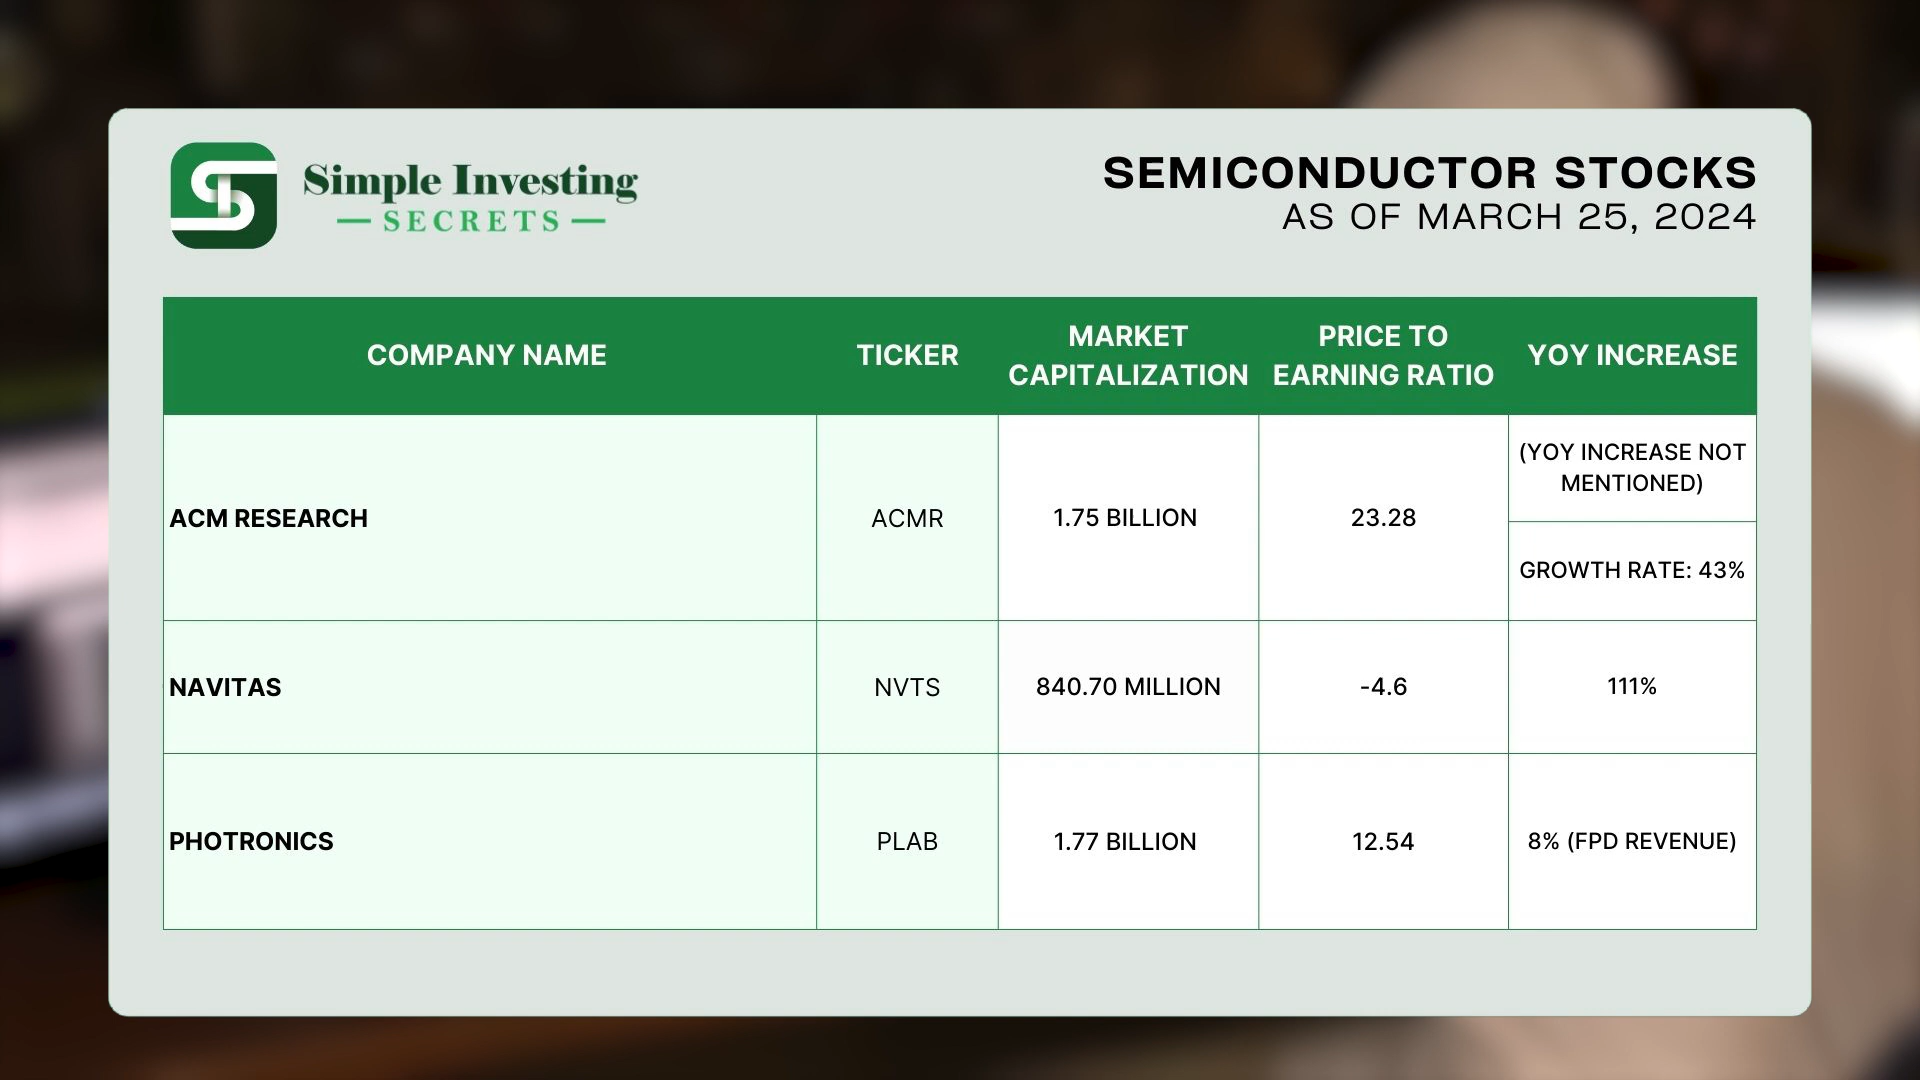 Simple Investing
SECRETS
SEMICONDUCTOR STOCKS
AS OF MARCH 25, 2024
COMPANY NAME
TICKER
MARKET
CAPITALIZATION
PRICE TO
EARNING RATIO
YOY INCREASE
ACM RESEARCH
ACMR
1.75 BILLION
23.28
(YOY INCREASE NOT
MENTIONED)
GROWTH RATE: 43%
NAVITAS
NVTS
840.70 MILLION
-4.6
111%
PHOTRONICS
PLAB
1.77 BILLION
12.54
8% (FPD REVENUE)